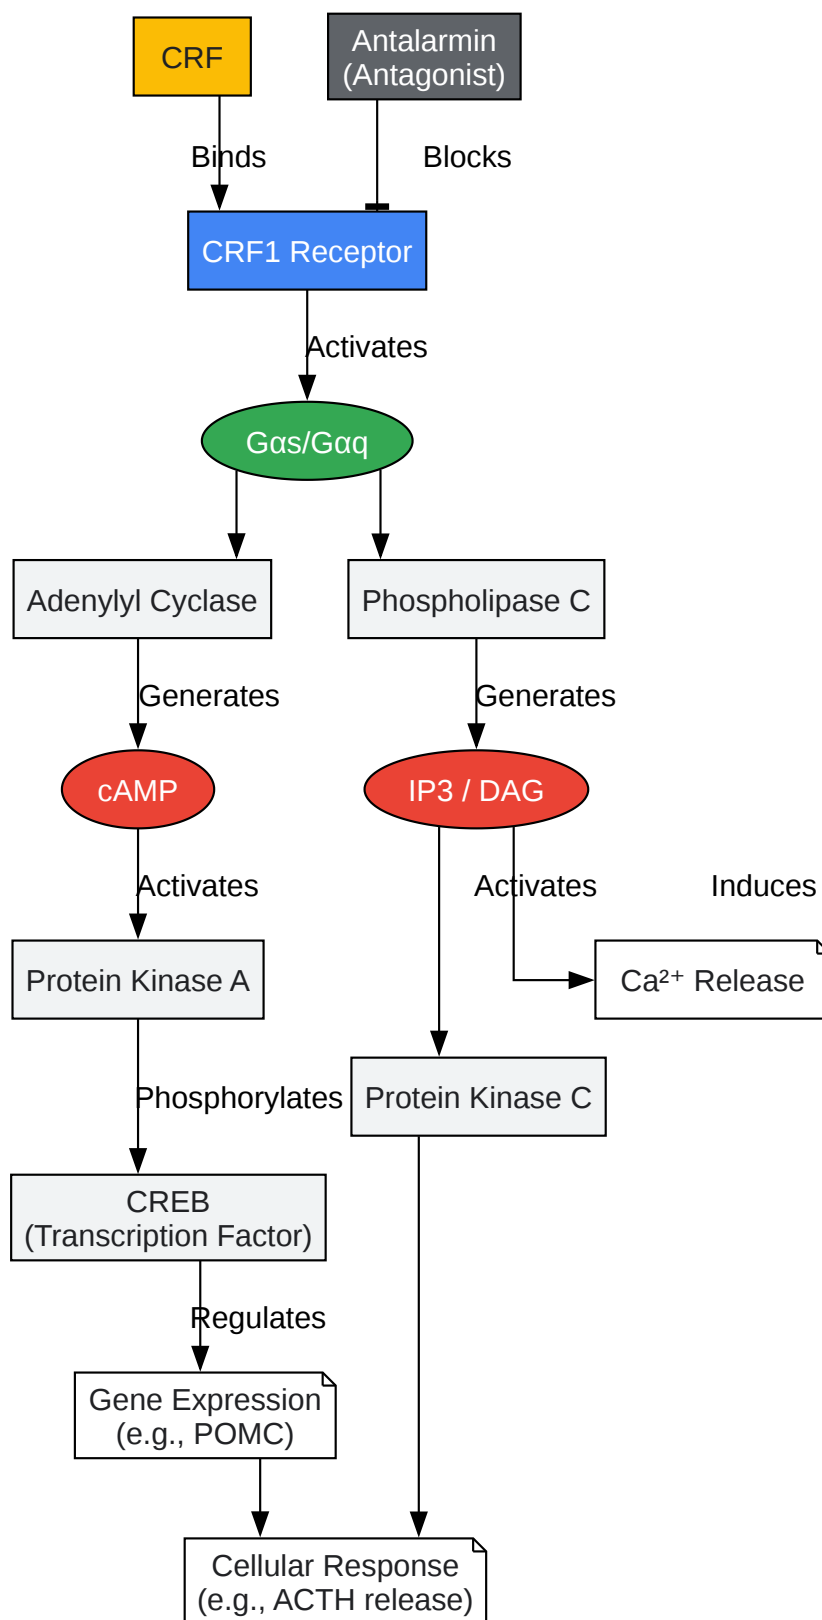 CRF
Antalarmin
(Antagonist)
Binds
Blocks
CRF1 Receptor
Activates
Gαs/Gαq
Adenylyl Cyclase
Phospholipase C
Generates
Generates
cAMP
IP3 / DAG
Activates
Activates
Induces
Protein Kinase A
Ca²⁺ Release
Phosphorylates
Protein Kinase C
CREB
(Transcription Factor)
Regulates
Gene Expression
(e.g., POMC)
Cellular Response
(e.g., ACTH release)